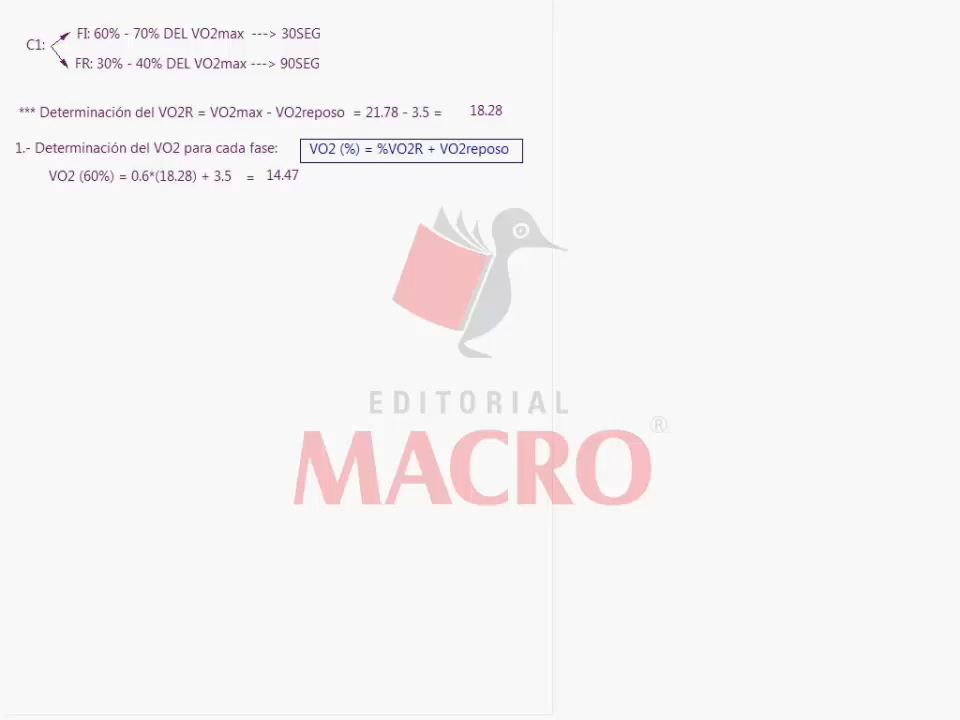 FI: 60% - 70% DEL VO2max ---> 30SEG
C1:
FR: 30% - 40% DEL VO2max ---> 90SEG
*** Determinación del VO2R = VO2max - VO2reposo = 21.78 - 3.5 = 18.28
1.- Determinación del VO2 para cada fase: VO2 (%) = %VO2R + VO2reposo
VO2 (60%) = 0.6*(18.28) + 3.5 = 14.47
EDITORIAL
MACRO®